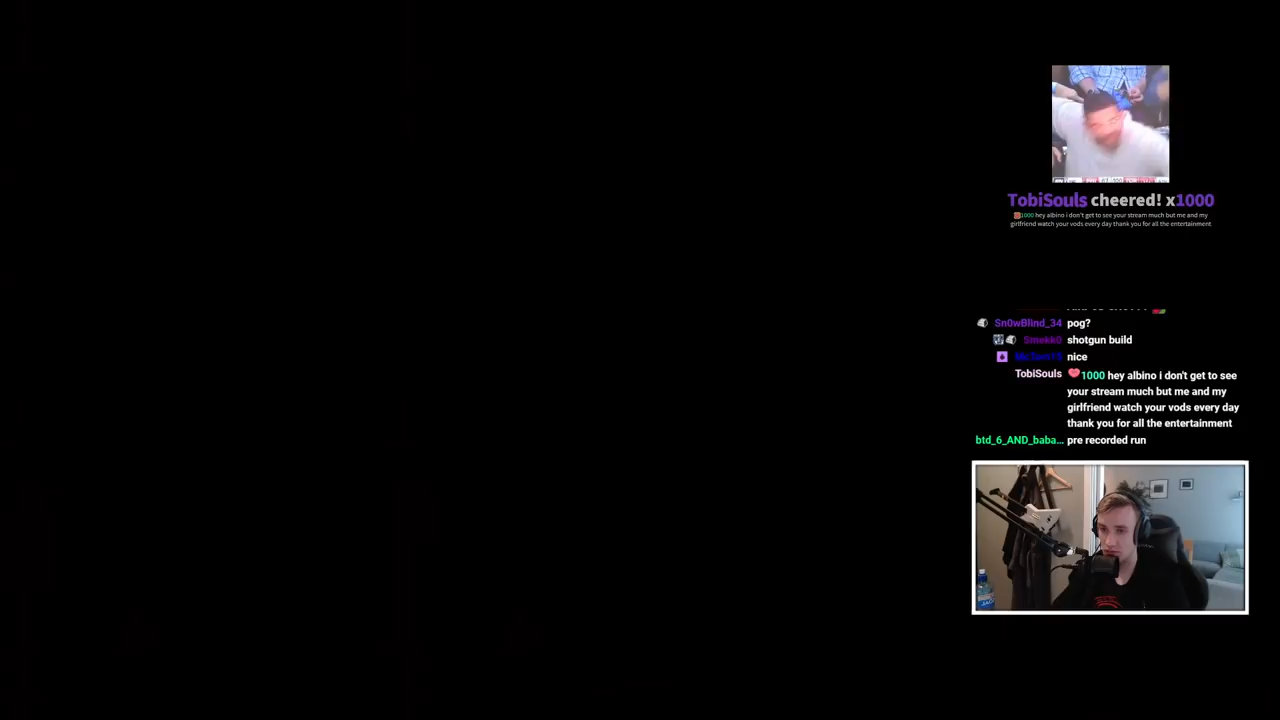 TobiSouls cheered! x1000
1000 hey albino i don't get to see your stream much but me and my
girlfriend watch your vods every day thank you for all the entertainment
Sn0wBlind_34 pog?
Smekk0 shotgun build
nice
TobiSouls 1000 hey albino i don't get to see
your stream much but me and my
girlfriend watch your vods every day
thank you for all the entertainment
btd_6_AND_baba... pre recorded run